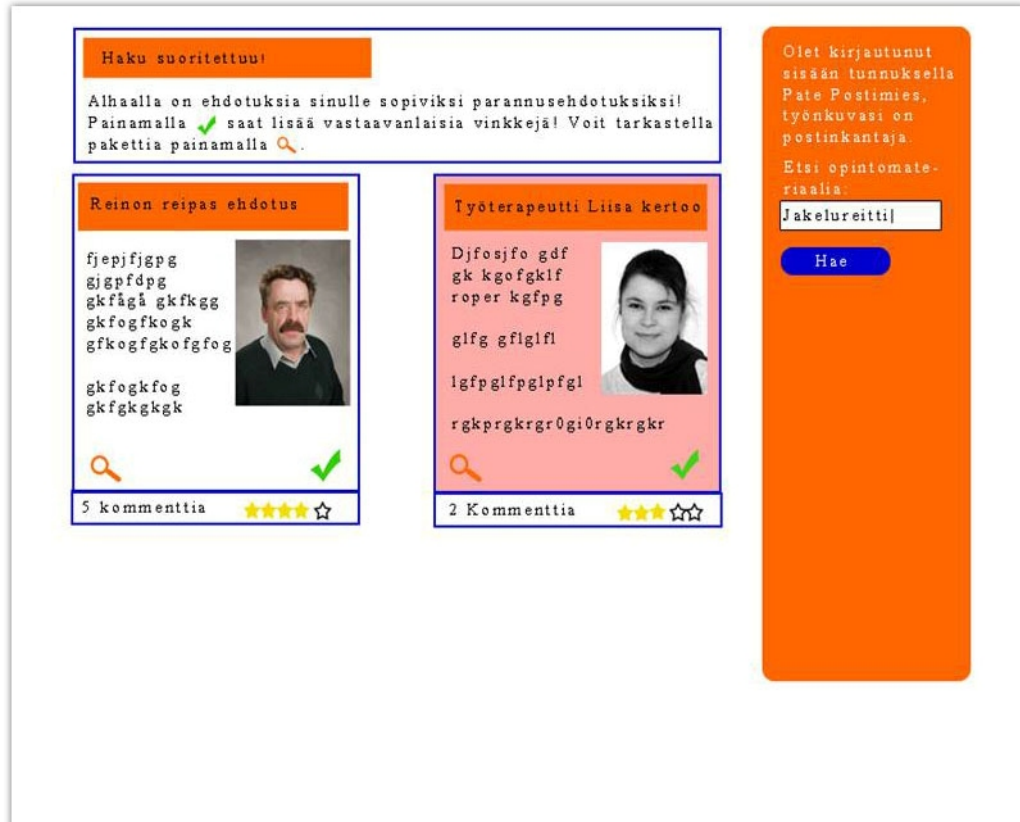 Haku suoritettuu!
Alhaalla on ehdotuksia sinulle sopiviksi parannusehdotuksiksi!
Painamalla saat lisää vastaavanlaisia vinkkejä! Voit tarkastella
pakettia painamalla .
Reinon reipas ehdotus
fjepjfjgpg
gjgpfdpg
gkfågå gkfkgg
gkfogfkogk
gfkogfgkofgfog
gkfogkfog
gkfgkgkgk
5 kommenttia
Työterapeutti Liisa kertoo
Djfosjfo gdf
gk kgofgklf
roper kgfpg
glfg gflglfl
lgfpglfpglpfgl
rgkprgkrgr0gi0rgkrgkr
2 Kommenttia
Olet kirjautunut
sisään tunnuksella
Pate Postimies,
työnkuvasi on
postinkantaja.
Etsi opintomate-
riaalia:
Jakelureitti
Hae